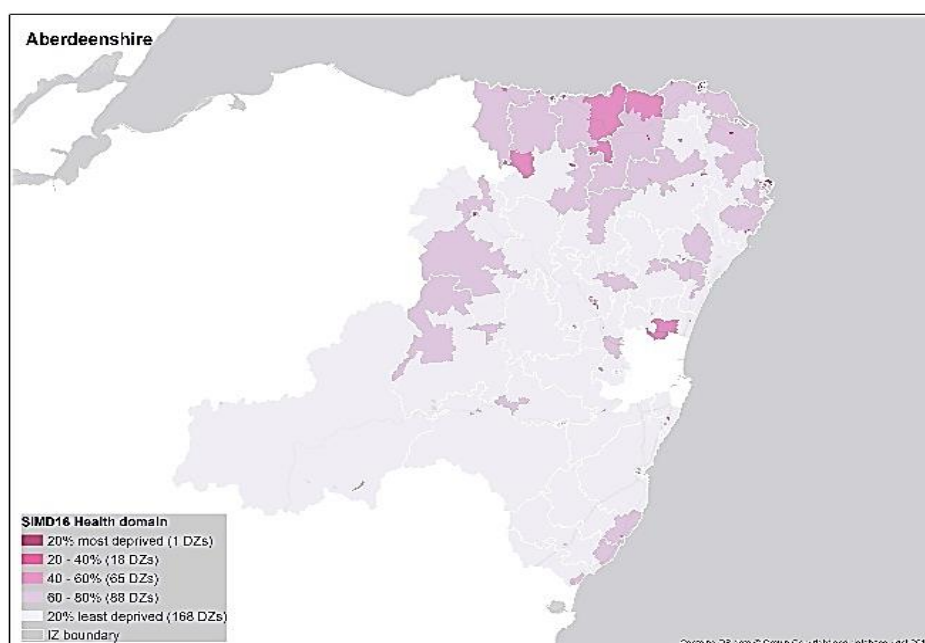 Aberdeenshire
SIMD16 Health domain
20% most deprived (1 DZs)
20 - 40% (18 DZs)
40 - 60% (65 DZs)
60 - 80% (88 DZs)
20% least deprived (168 DZs)
IZ boundary